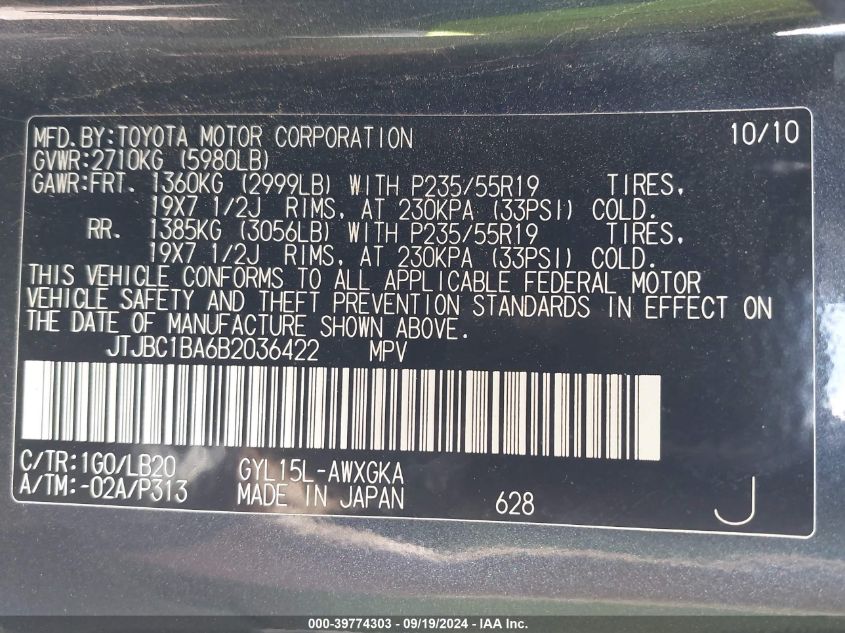 MFD.BY:TOYOTA MOTOR CORPORATION 10/10
GVWR:2710KG (5980LB)
GAWR:FRT. 1360KG (2999LB) WITH P235/55R19 TIRES,
19X7 1/2J RIMS, AT 230KPA (33PSI) COLD.
RR. 1385KG (3056LB) WITH P235/55R19 TIRES,
19X7 1/2J RIMS, AT 230KPA (33PSI) COLD.
THIS VEHICLE CONFORMS TO ALL APPLICABLE FEDERAL MOTOR
VEHICLE SAFETY AND THEFT PREVENTION STANDARDS IN EFFECT ON
THE DATE OF MANUFACTURE SHOWN ABOVE.
JTJBC1BA6B2036422 MPV
C/TR:1G0/LB20 GYL15L-AWXGKA
A/TM:-02A/P313 MADE IN JAPAN 628 J
000-39774303 - 09/19/2024 - IAA Inc.